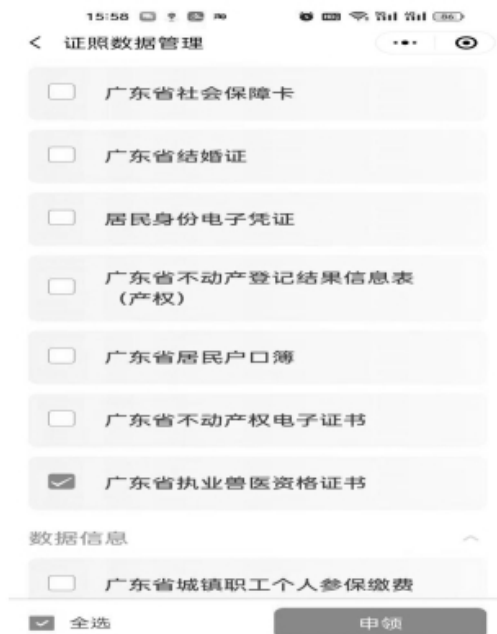 15:58
86
证照数据管理
广东省社会保障卡
广东省结婚证
居民身份电子凭证
广东省不动产登记结果信息表
（产权）
广东省居民户口簿
广东省不动产权电子证书
广东省执业兽医资格证书
数据信息
广东省城镇职工个人参保缴费
全选
申领